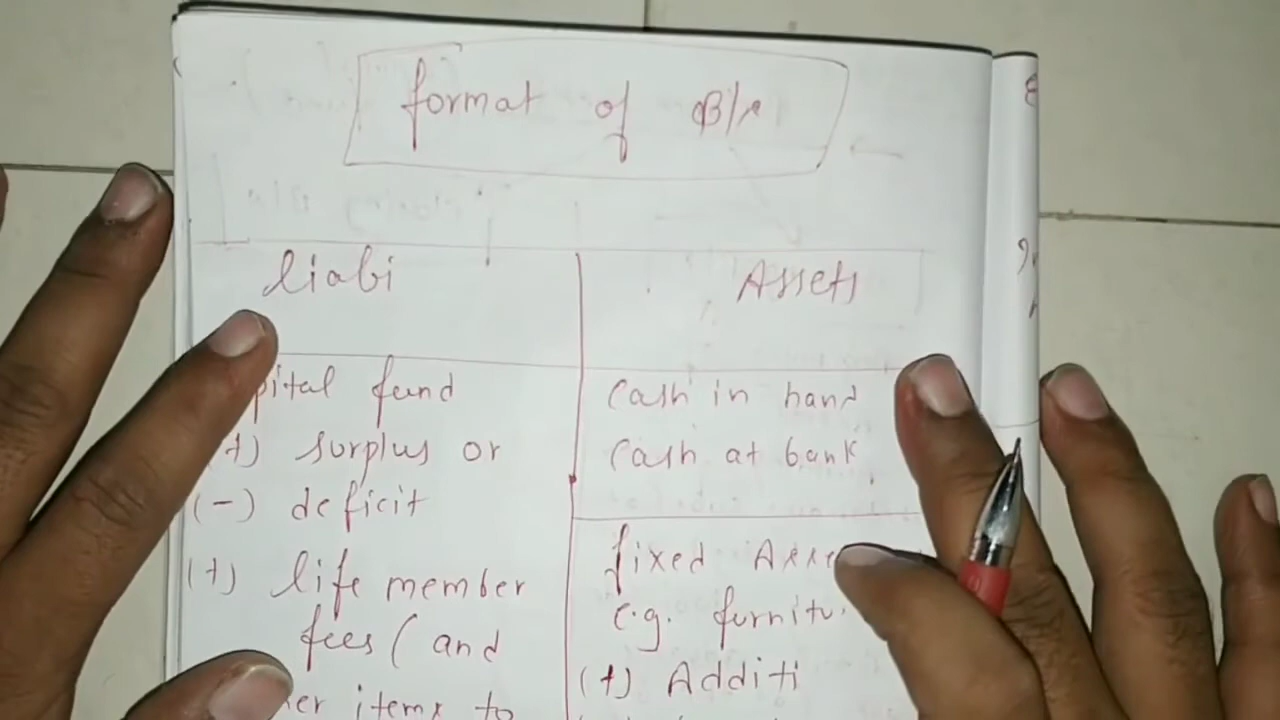 format of B/s
liabi
Assets
pital fund
(+) surplus or
(-) deficit
(+) life member
fees (and
er items to
Cash in hand
Cash at bank
fixed Asse
e.g. furnitu
(+) Additi